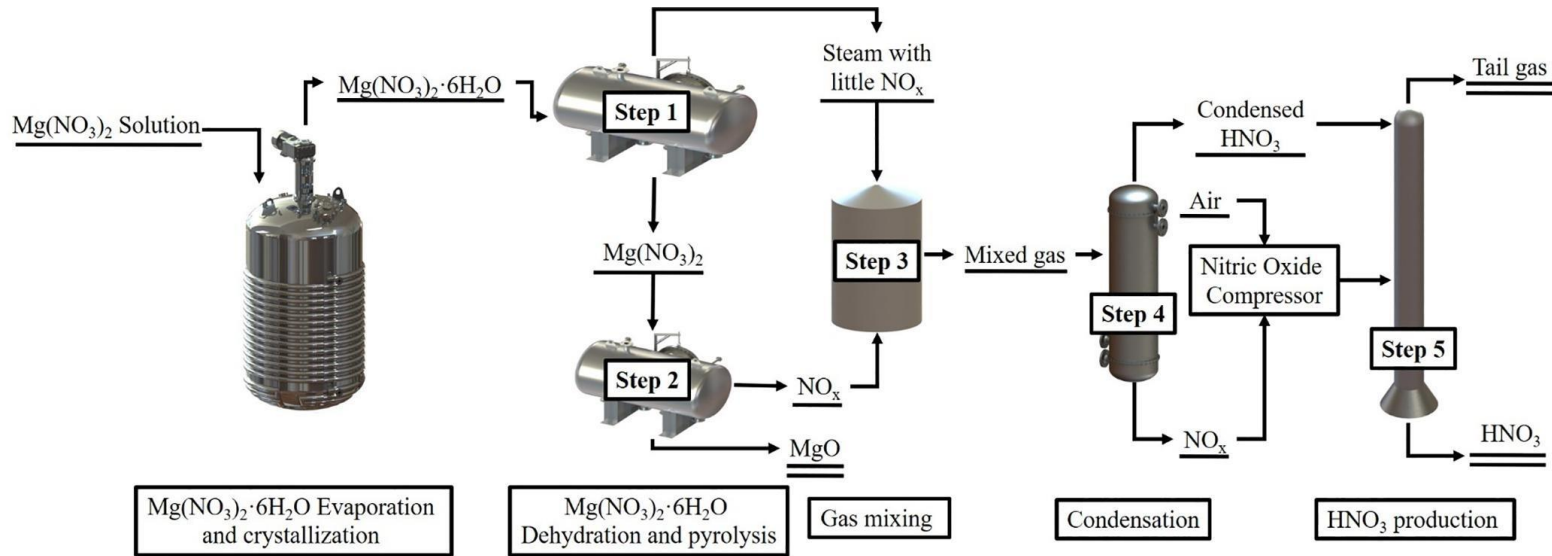 Mg(NO₃)₂ Solution
Mg(NO₃)₂·6H₂O
Step 1
Steam with
little NOₓ
Mg(NO₃)₂
Step 2
NOₓ
MgO
Step 3
Mixed gas
Step 4
Condensed
HNO₃
Air
Nitric Oxide
Compressor
NOₓ
Step 5
Tail gas
HNO₃
Mg(NO₃)₂·6H₂O Evaporation
and crystallization
Mg(NO₃)₂·6H₂O
Dehydration and pyrolysis
Gas mixing
Condensation
HNO₃ production